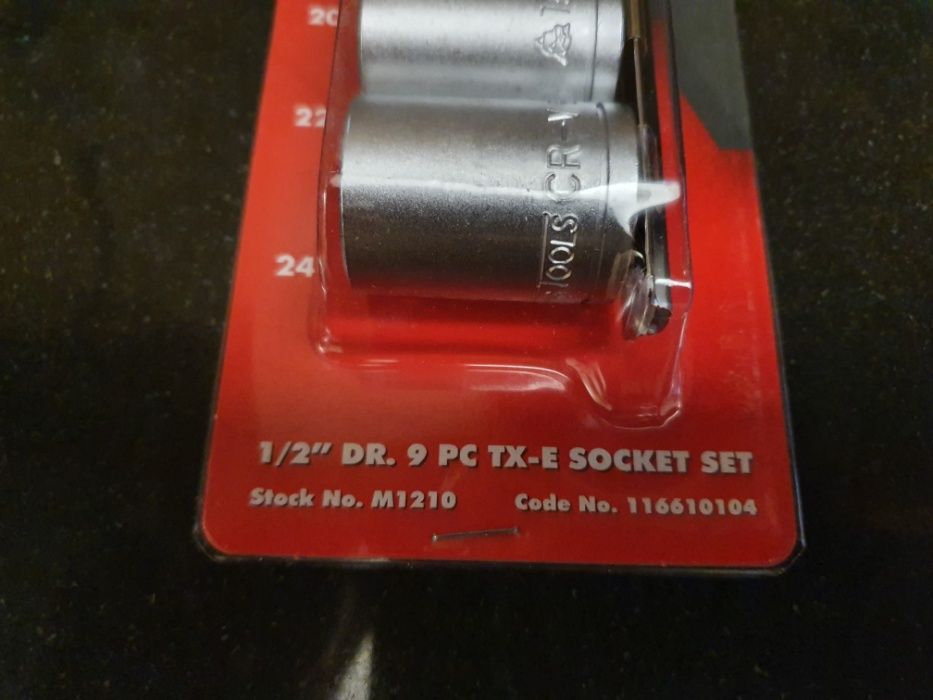 20
22
CR-V
TOOLS
24
1/2" DR. 9 PC TX-E SOCKET SET
Stock No. M1210 Code No. 116610104